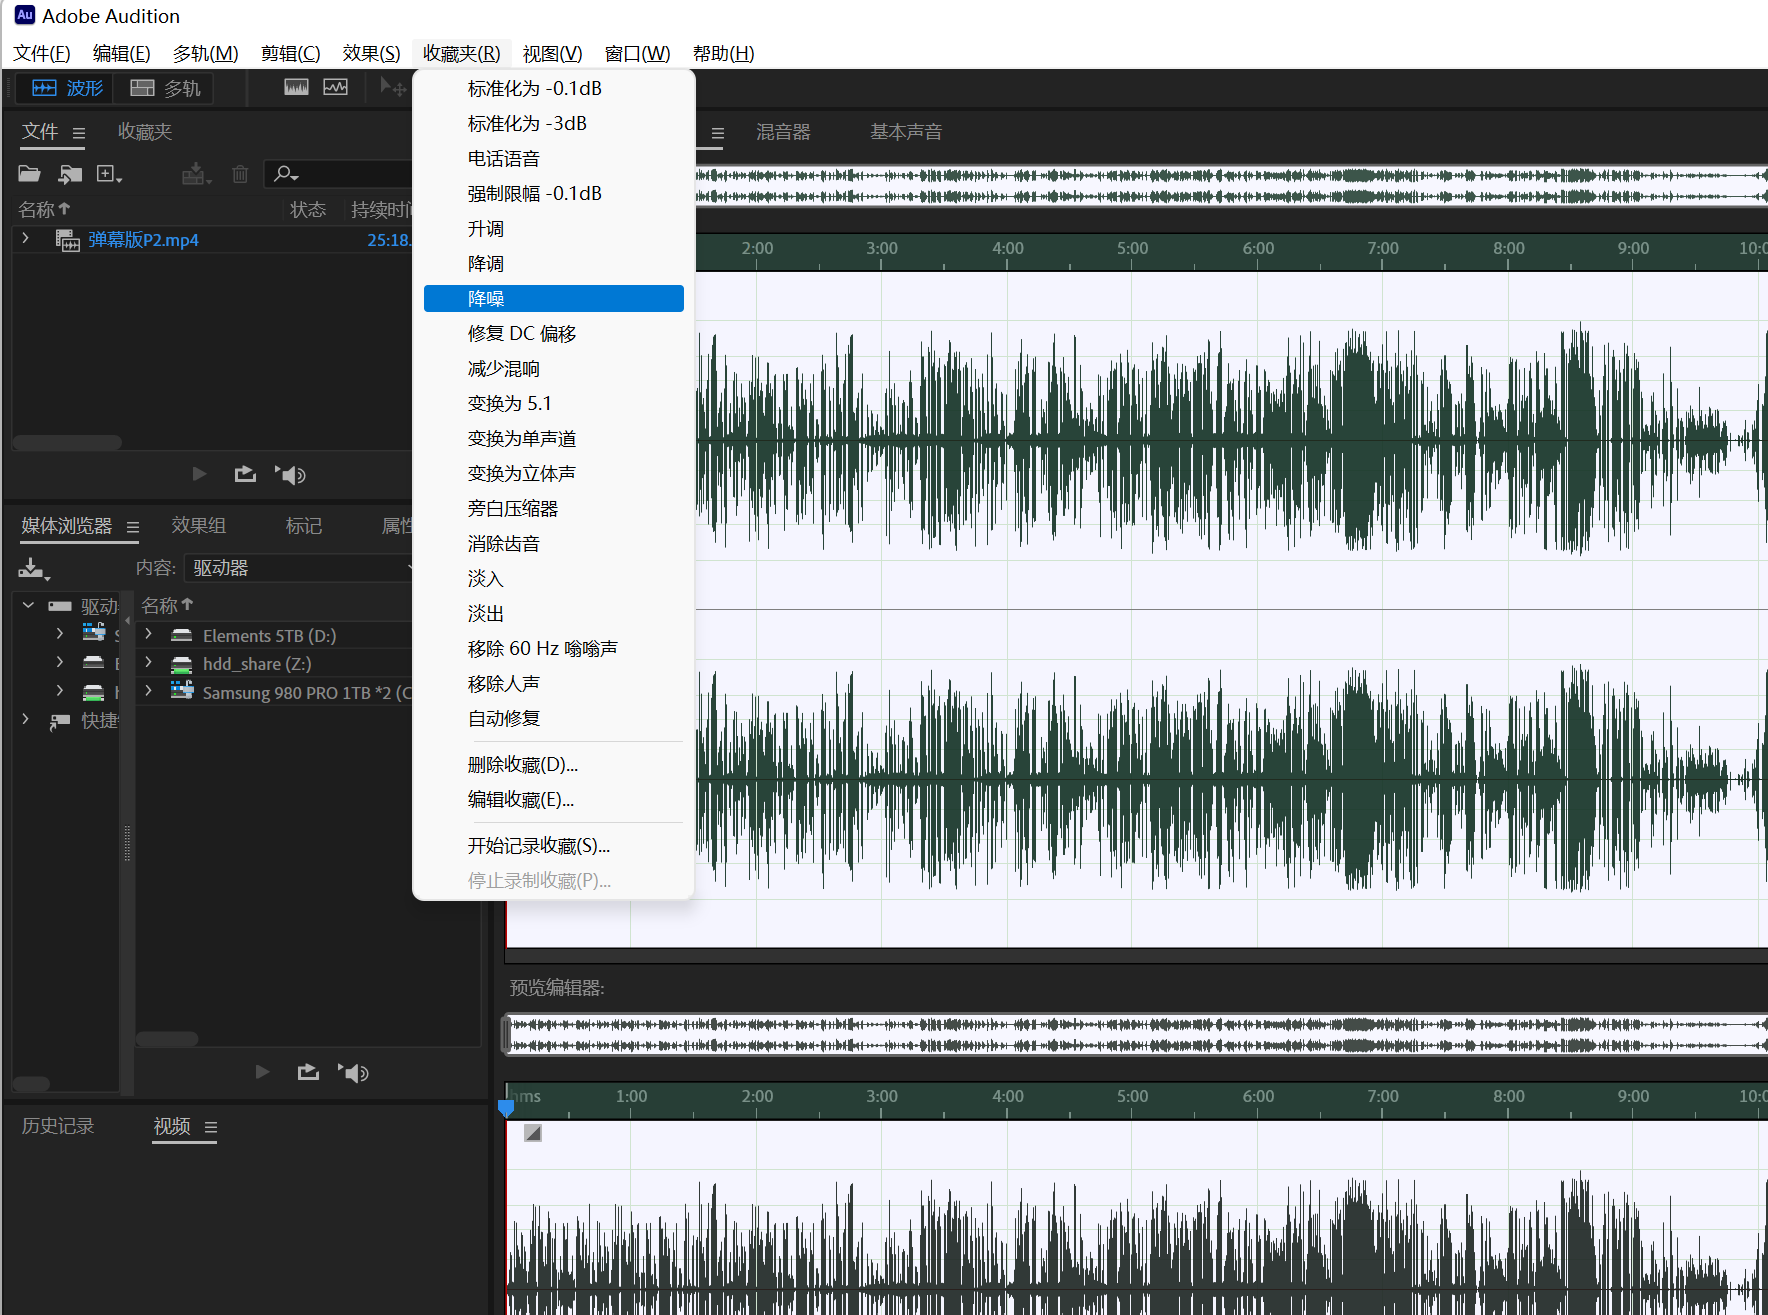 Au Adobe Audition
文件(F) 编辑(E) 多轨(M) 剪辑(C) 效果(S) 收藏夹(R) 视图(V) 窗口(W) 帮助(H)
波形 多轨
文件 收藏夹
混音器 基本声音
名称 状态 持续时间
弹幕版P2.mp4 25:18.
标准化为 -0.1dB
标准化为 -3dB
电话语音
强制限幅 -0.1dB
升调
降调
降噪
修复 DC 偏移
减少混响
变换为 5.1
变换为单声道
变换为立体声
旁白压缩器
消除齿音
淡入
淡出
移除 60 Hz 嗡嗡声
移除人声
自动修复
删除收藏(D)...
编辑收藏(E)...
开始记录收藏(S)...
停止录制收藏(P)...
2:00 3:00 4:00 5:00 6:00 7:00 8:00 9:00 10:0
媒体浏览器 效果组 标记 属性
内容: 驱动器
驱动
名称
Elements 5TB (D:)
hdd_share (Z:)
Samsung 980 PRO 1TB *2 (C
快捷
预览编辑器:
hms 1:00 2:00 3:00 4:00 5:00 6:00 7:00 8:00 9:00 10:0
历史记录 视频